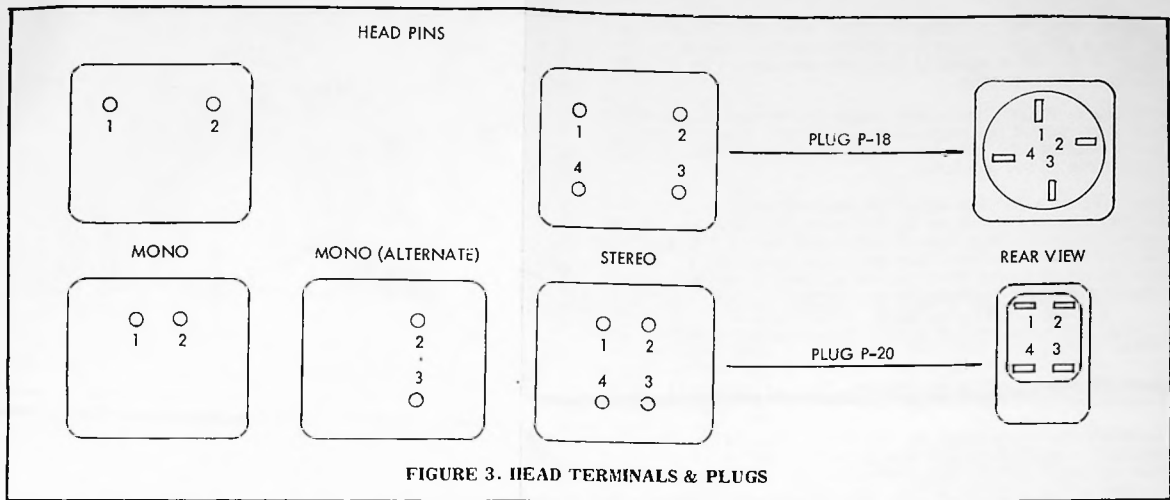 HEAD PINS
1 2
1 2
4 3
PLUG P-18
1
2
4 3
MONO
MONO (ALTERNATE)
STEREO
REAR VIEW
1 2
2
3
1 2
4 3
PLUG P-20
1 2
4 3
FIGURE 3. HEAD TERMINALS & PLUGS